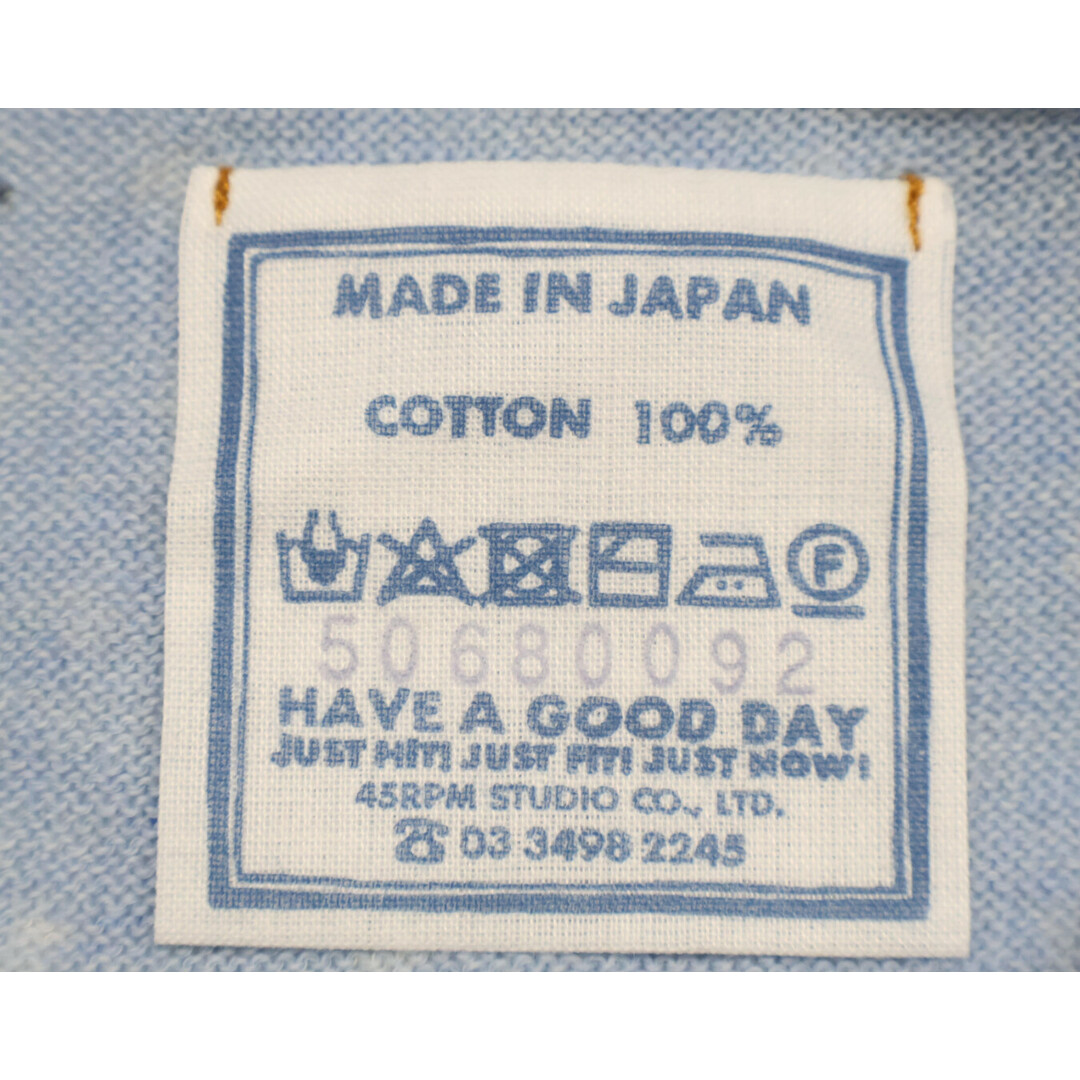 MADE IN JAPAN
COTTON 100%
F
50680092
HAVE A GOOD DAY
JUST HIT! JUST FIT! JUST NOW!
45RPM STUDIO CO., LTD.
☎ 03 3498 2245